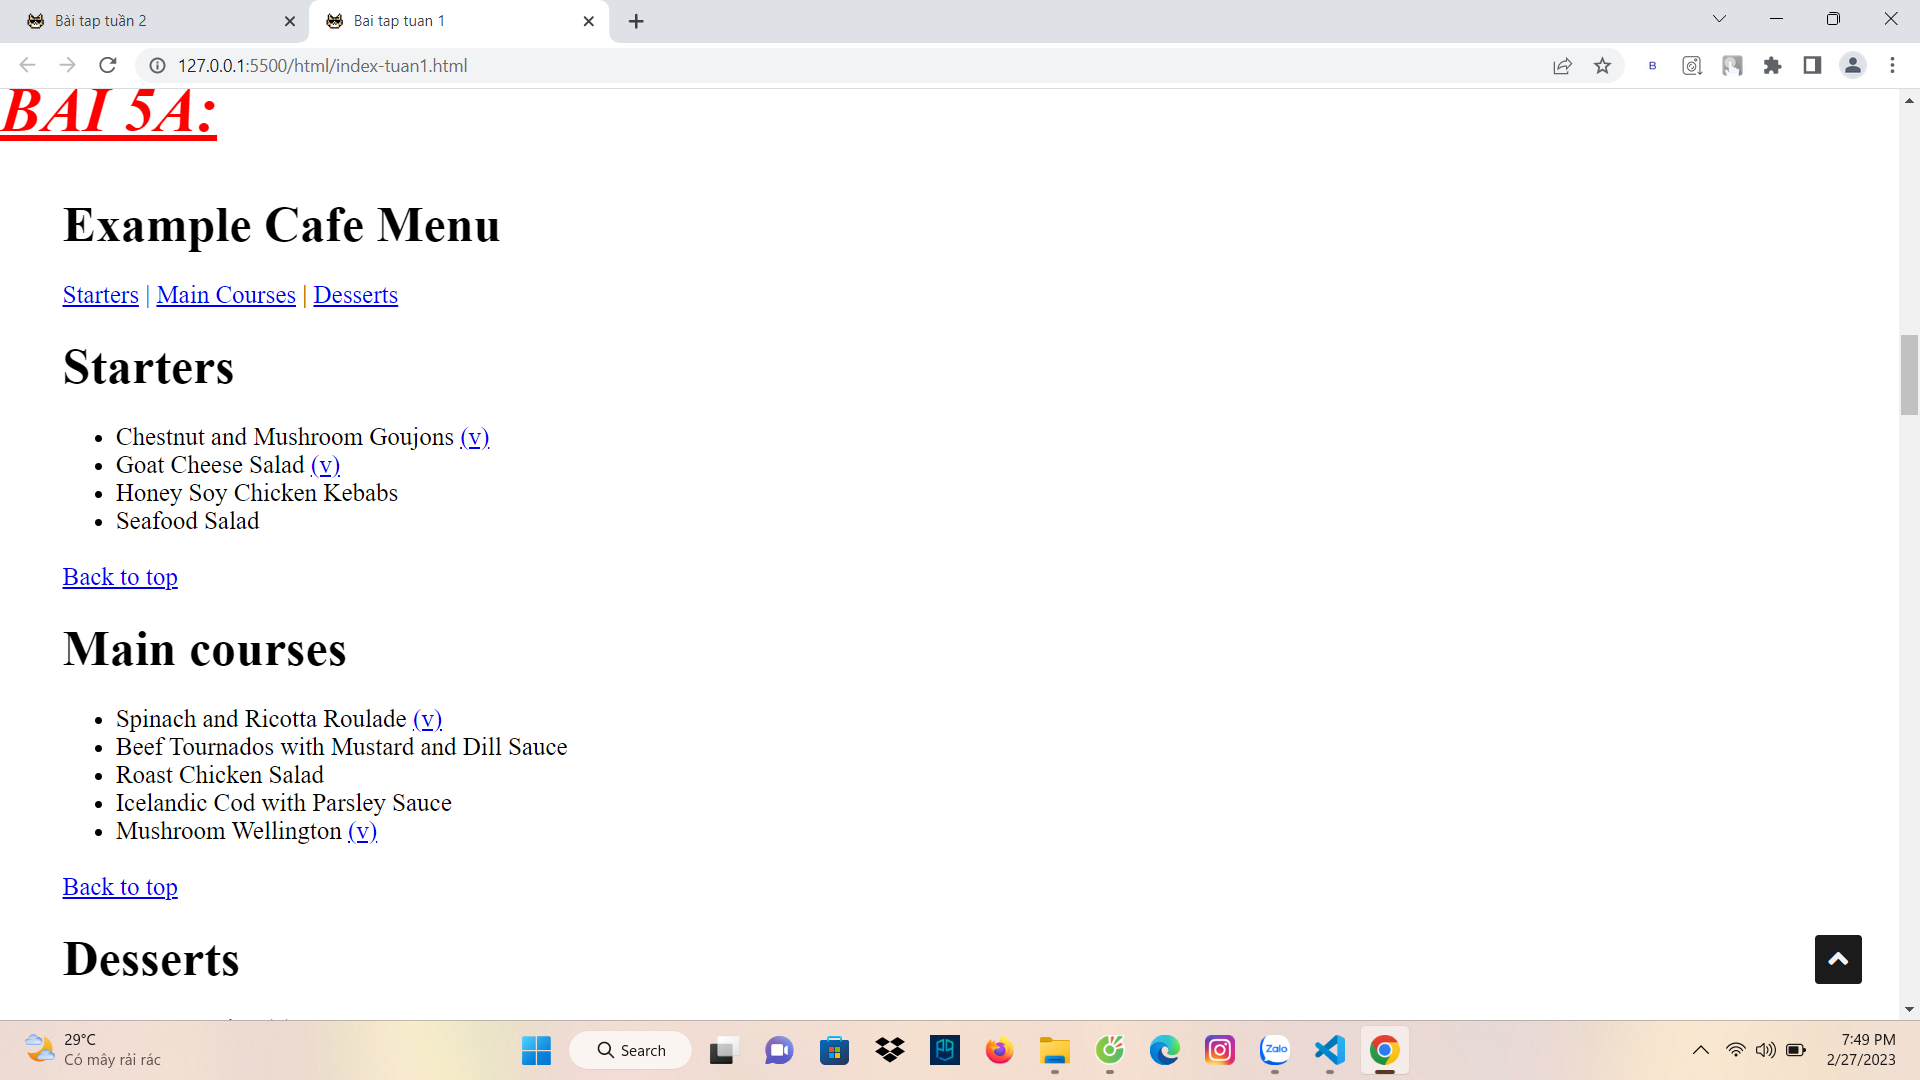 Bài tap tuần 2
Bai tap tuan 1
127.0.0.1:5500/html/index-tuan1.html
B
BAI 5A:
Example Cafe Menu
Starters | Main Courses | Desserts
Starters
• Chestnut and Mushroom Goujons (v)
• Goat Cheese Salad (v)
• Honey Soy Chicken Kebabs
• Seafood Salad
Back to top
Main courses
• Spinach and Ricotta Roulade (v)
• Beef Tournados with Mustard and Dill Sauce
• Roast Chicken Salad
• Icelandic Cod with Parsley Sauce
• Mushroom Wellington (v)
Back to top
Desserts
29°C
Có mây rải rác
Search
Zalo
7:49 PM
2/27/2023